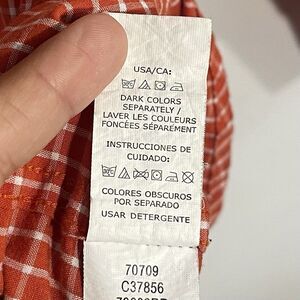 USA/CA:
DARK COLORS
SEPARATELY /
LAVER LES COULEURS
FONCÉES SÉPARÉMENT
INSTRUCCIONES DE
CUIDADO:
COLORES OBSCUROS
POR SEPARADO
USAR DETERGENTE
70709
C37856